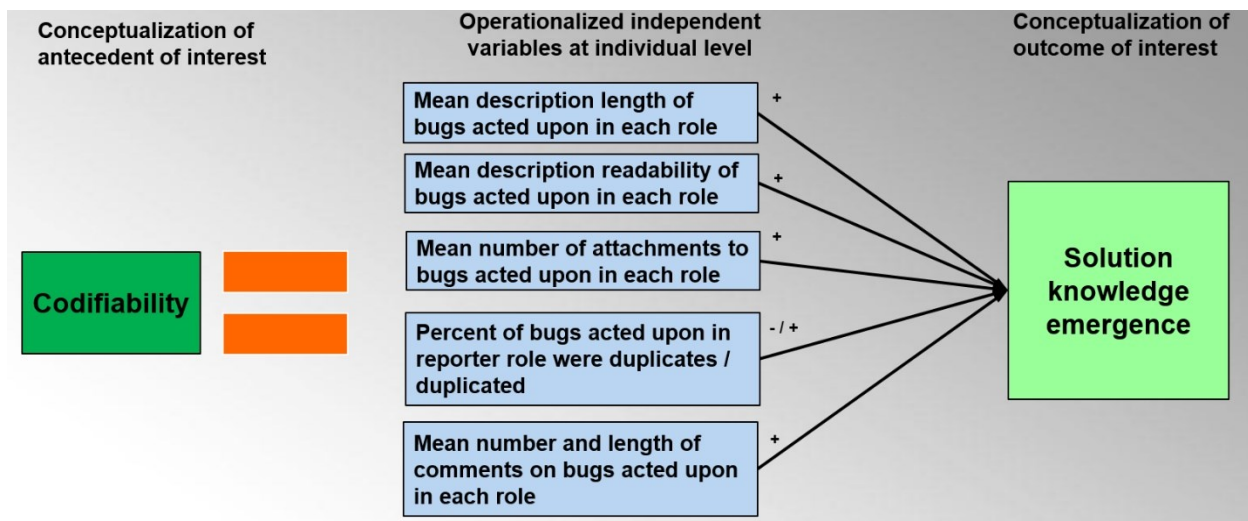 Conceptualization of
antecedent of interest
Operationalized independent
variables at individual level
Conceptualization of
outcome of interest
Mean description length of
bugs acted upon in each role
+
Mean description readability of
bugs acted upon in each role
+
Mean number of attachments to
bugs acted upon in each role
+
Percent of bugs acted upon in
reporter role were duplicates /
duplicated
- / +
Mean number and length of
comments on bugs acted upon
in each role
+
Codifiability
Solution
knowledge
emergence